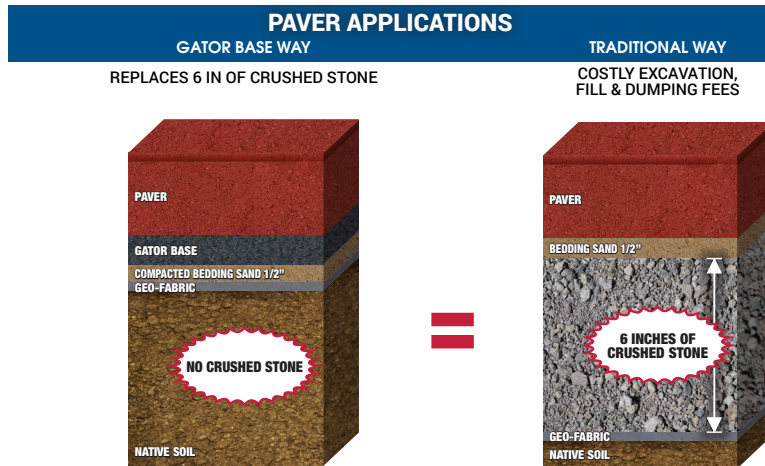 PAVER APPLICATIONS
GATOR BASE WAY
TRADITIONAL WAY
REPLACES 6 IN OF CRUSHED STONE
COSTLY EXCAVATION,
FILL & DUMPING FEES
PAVER
GATOR BASE
COMPACTED BEDDING SAND 1/2"
GEO-FABRIC
NO CRUSHED STONE
NATIVE SOIL
=
PAVER
BEDDING SAND 1/2"
6 INCHES OF
CRUSHED STONE
GEO-FABRIC
NATIVE SOIL